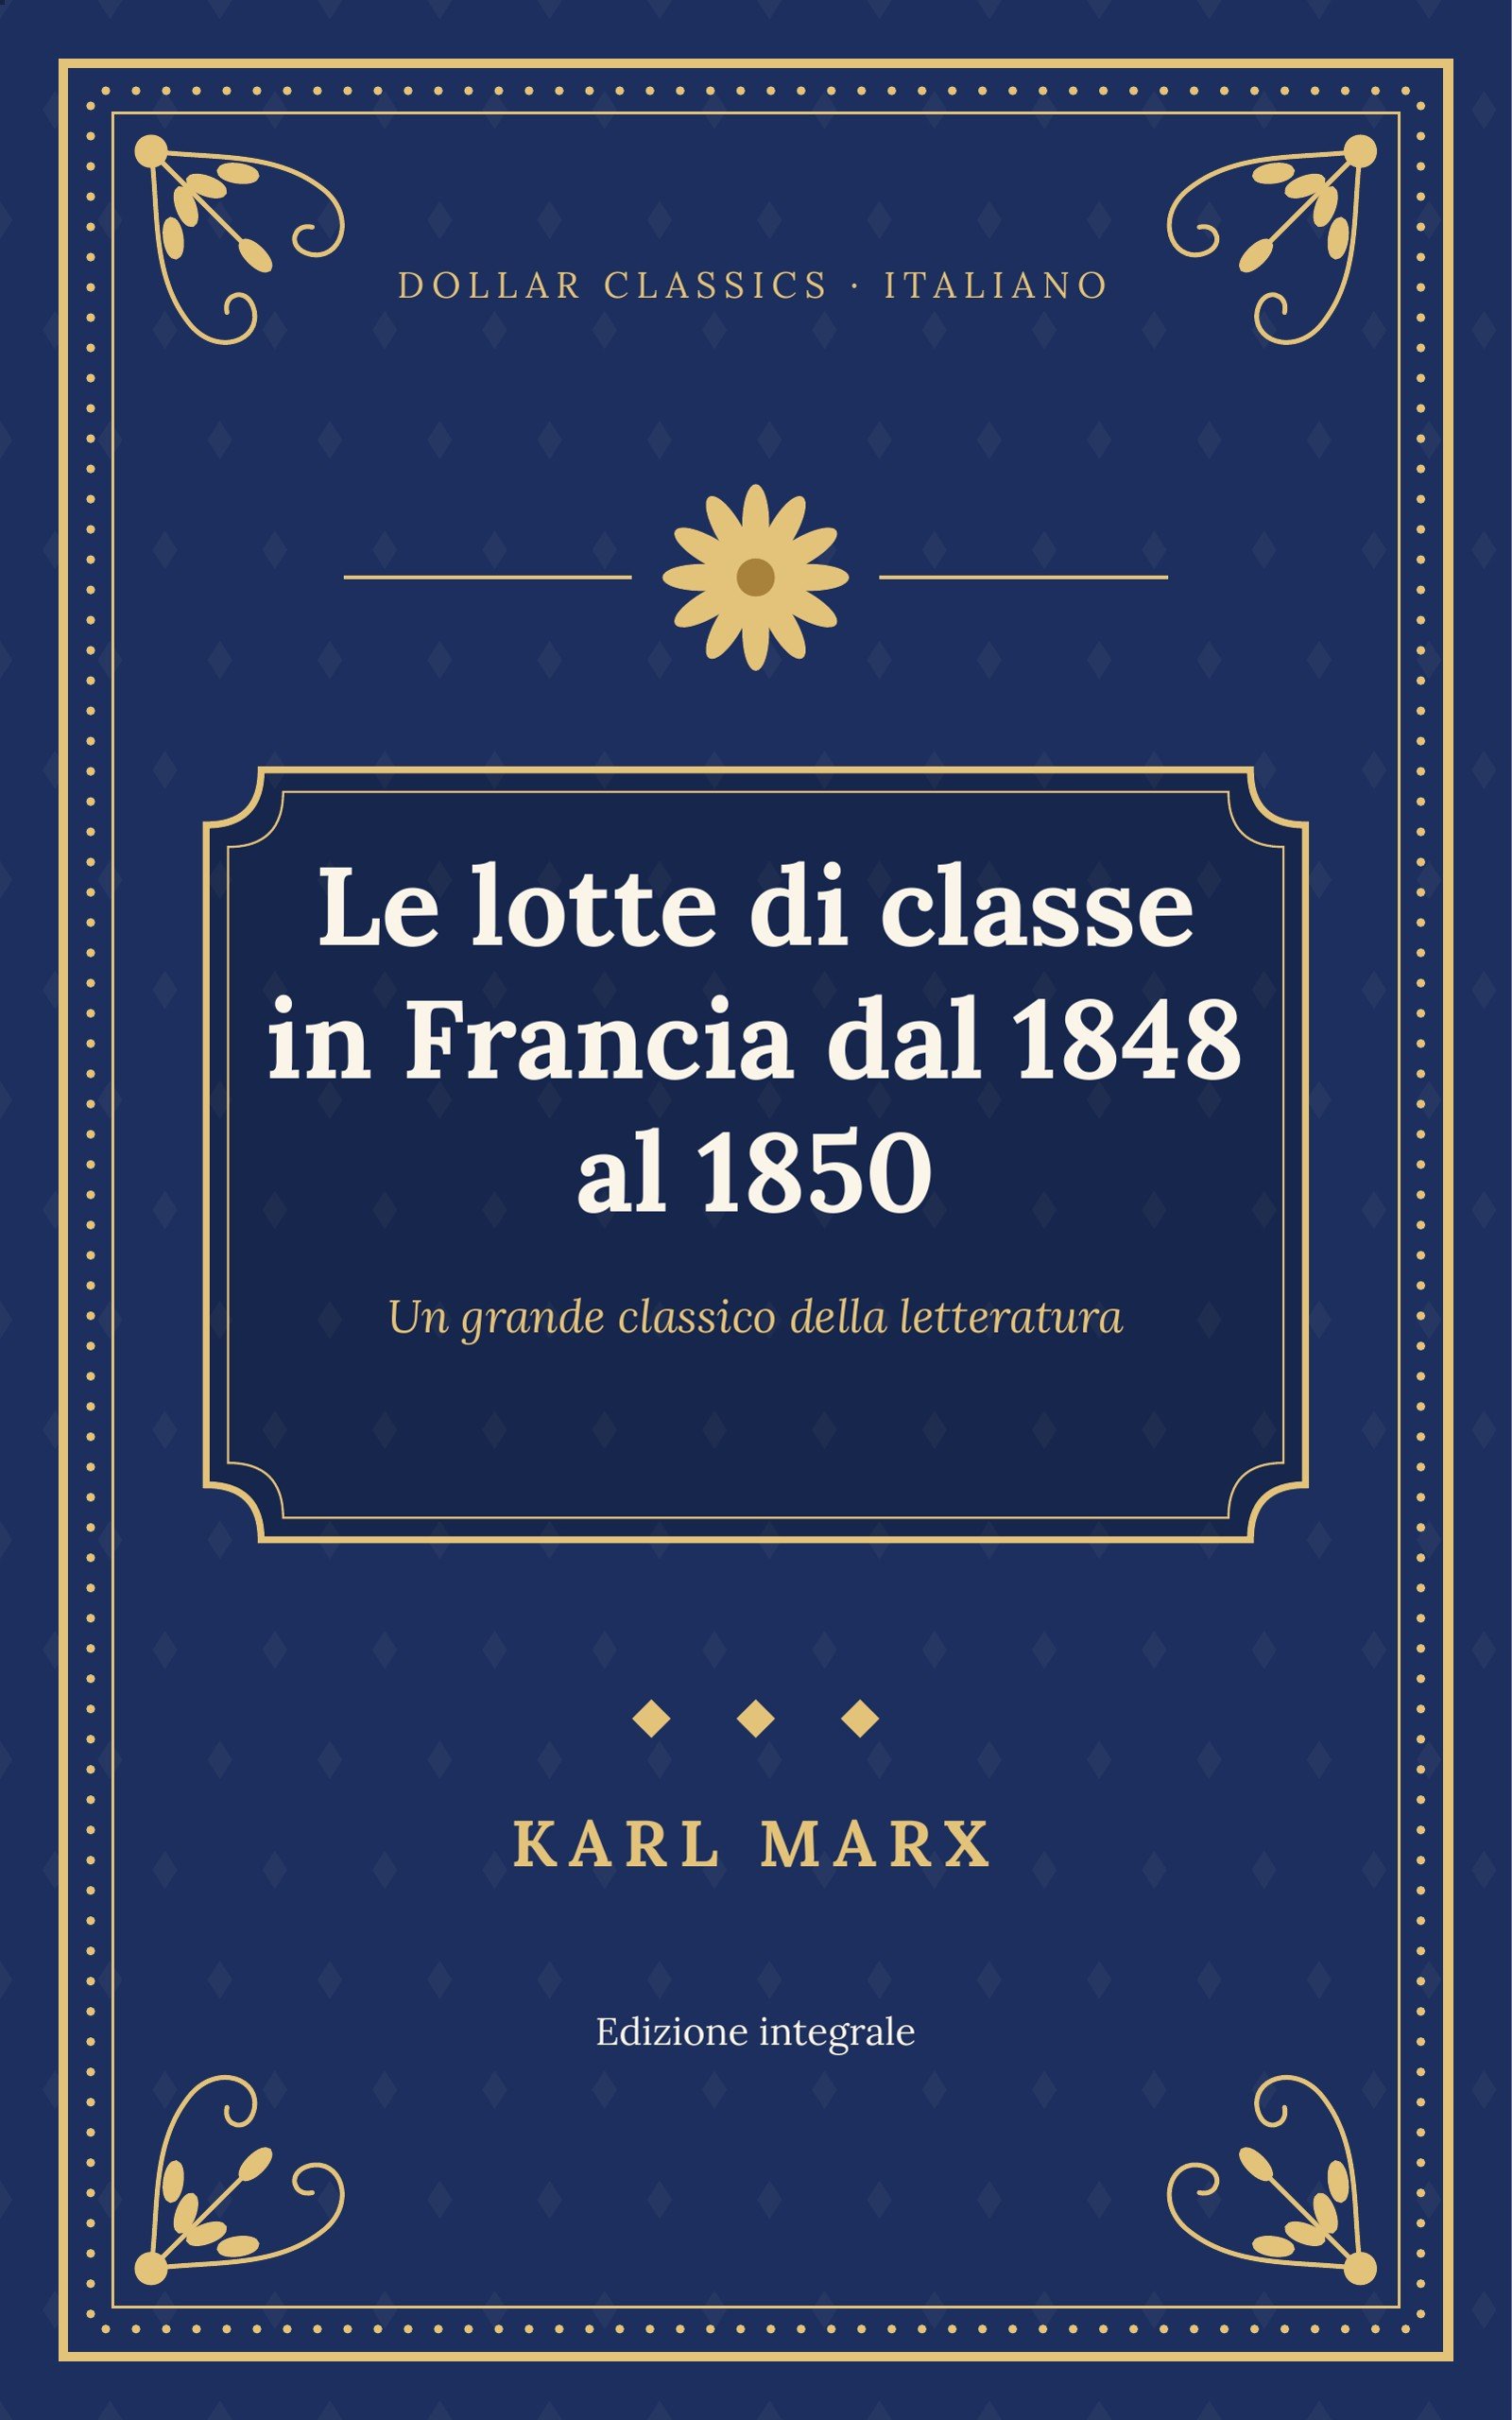 DOLLAR CLASSICS · ITALIANO
Le lotte di classe
in Francia dal 1848
al 1850
Un grande classico della letteratura
KARL MARX
Edizione integrale